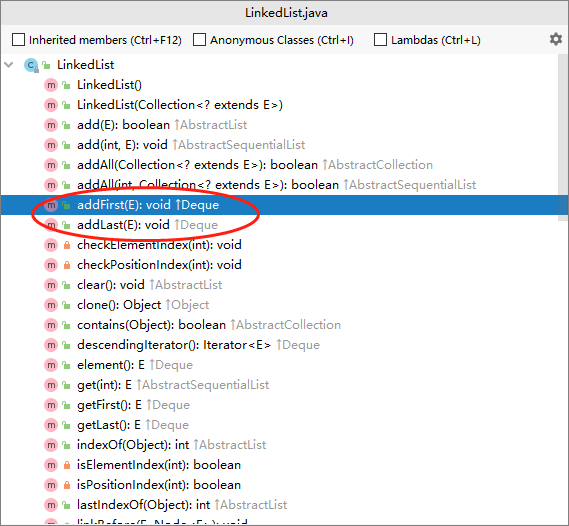 LinkedList.java
Inherited members (Ctrl+F12) Anonymous Classes (Ctrl+I) Lambdas (Ctrl+L)
LinkedList
LinkedList()
LinkedList(Collection<? extends E>)
add(E): boolean ↑AbstractList
add(int, E): void ↑AbstractSequentialList
addAll(Collection<? extends E>): boolean ↑AbstractCollection
addAll(int, Collection<? extends E>): boolean ↑AbstractSequentialList
addFirst(E): void ↑Deque
addLast(E): void ↑Deque
checkElementIndex(int): void
checkPositionIndex(int): void
clear(): void ↑AbstractList
clone(): Object ↑Object
contains(Object): boolean ↑AbstractCollection
descendingIterator(): Iterator<E> ↑Deque
element(): E ↑Deque
get(int): E ↑AbstractSequentialList
getFirst(): E ↑Deque
getLast(): E ↑Deque
indexOf(Object): int ↑AbstractList
isElementIndex(int): boolean
isPositionIndex(int): boolean
lastIndexOf(Object): int ↑AbstractList
linkBefore(E, Node<E>): void